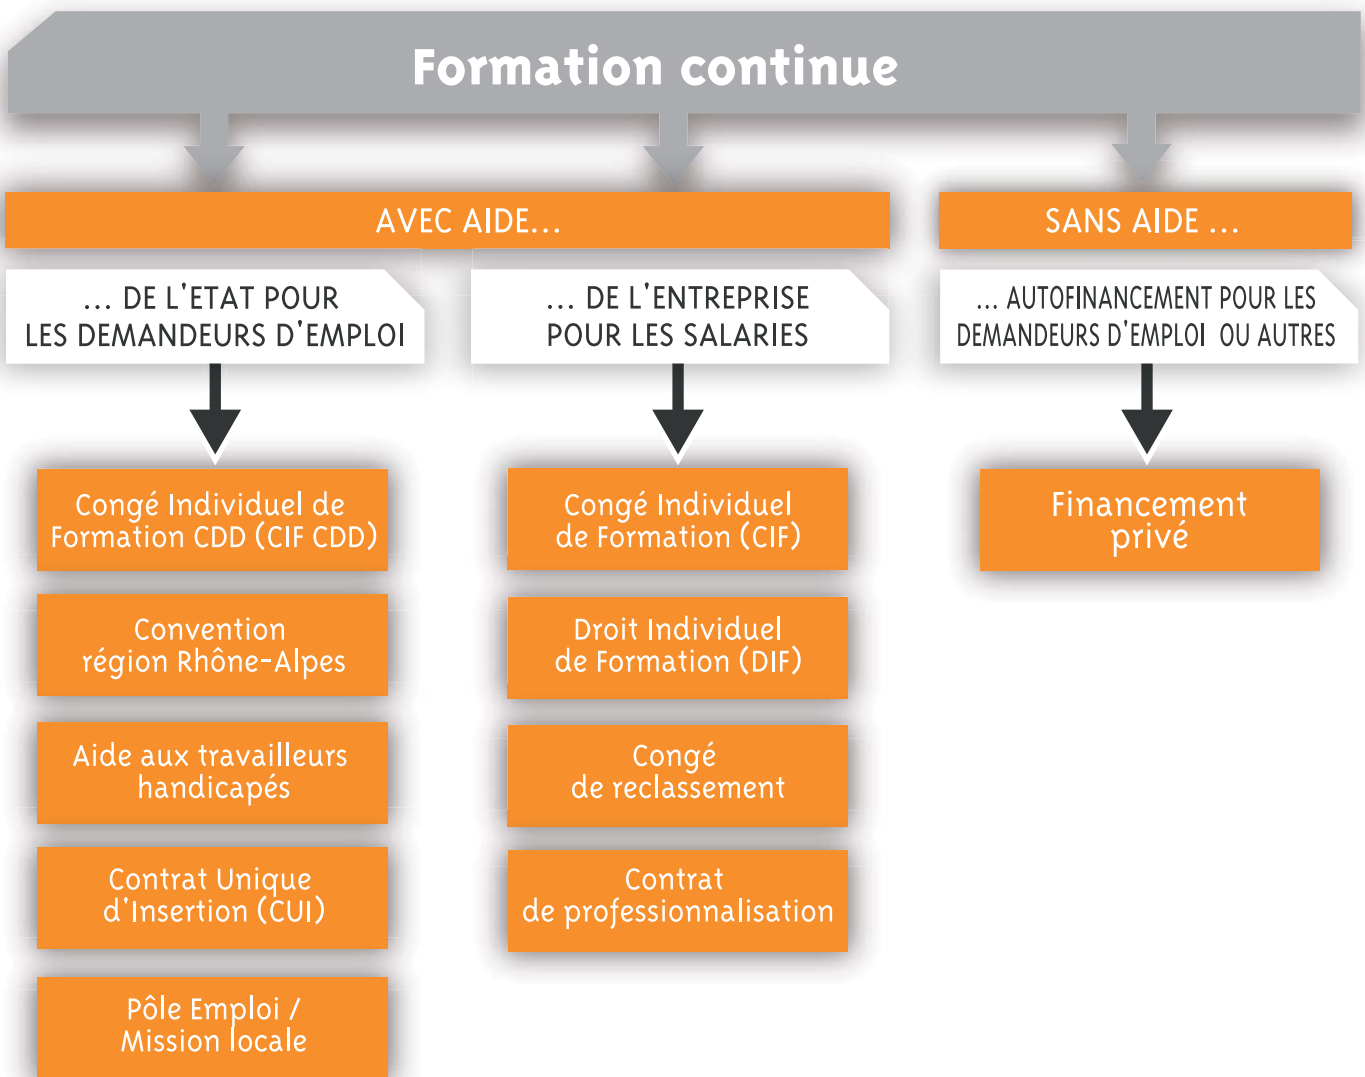 Formation continue
AVEC AIDE...
SANS AIDE ...
... DE L'ETAT POUR
LES DEMANDEURS D'EMPLOI
... DE L'ENTREPRISE
POUR LES SALARIES
... AUTOFINANCEMENT POUR LES
DEMANDEURS D'EMPLOI OU AUTRES
Congé Individuel de
Formation CDD (CIF CDD)
Convention
région Rhône-Alpes
Aide aux travailleurs
handicapés
Contrat Unique
d'Insertion (CUI)
Pôle Emploi /
Mission locale
Congé Individuel
de Formation (CIF)
Droit Individuel
de Formation (DIF)
Congé
de reclassement
Contrat
de professionnalisation
Financement
privé